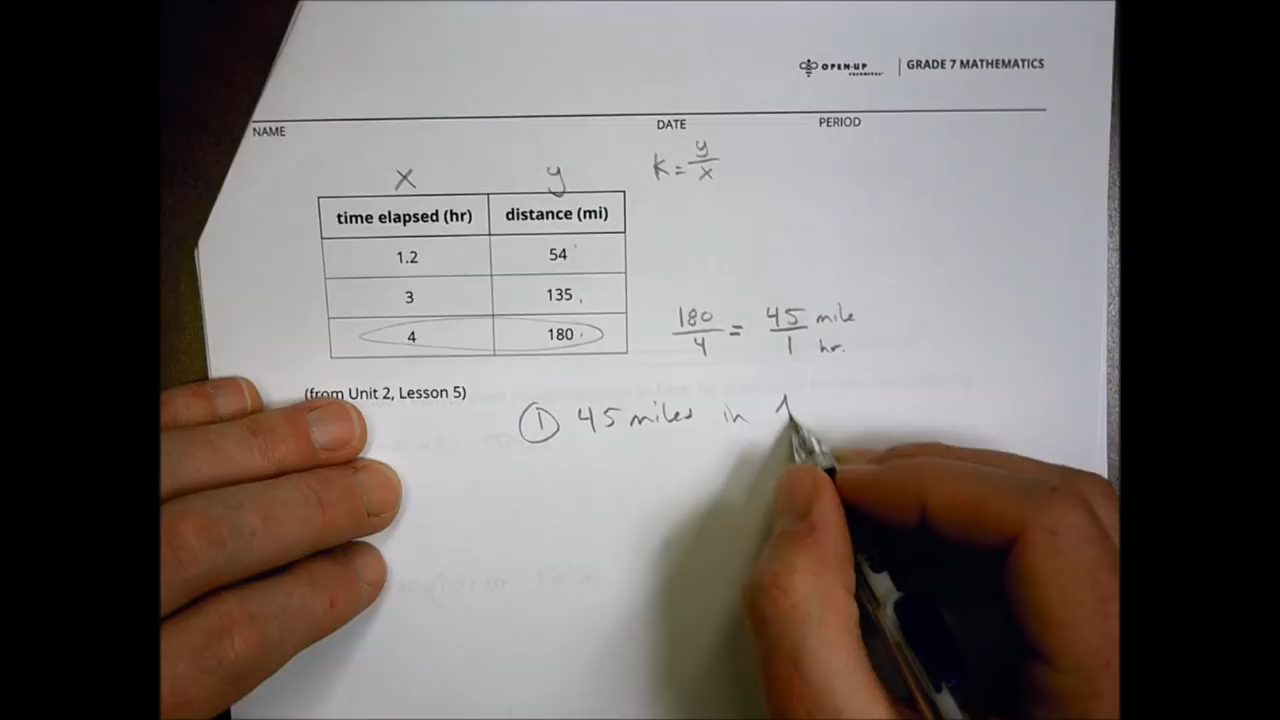 OPEN-UP
GRADE 7 MATHEMATICS
NAME DATE PERIOD
k = y/x
x y
time elapsed (hr) distance (mi)
1.2 54
3 135
4 180
180/4 = 45 mile/1 hr.
(from Unit 2, Lesson 5)
① 45 miles in 1